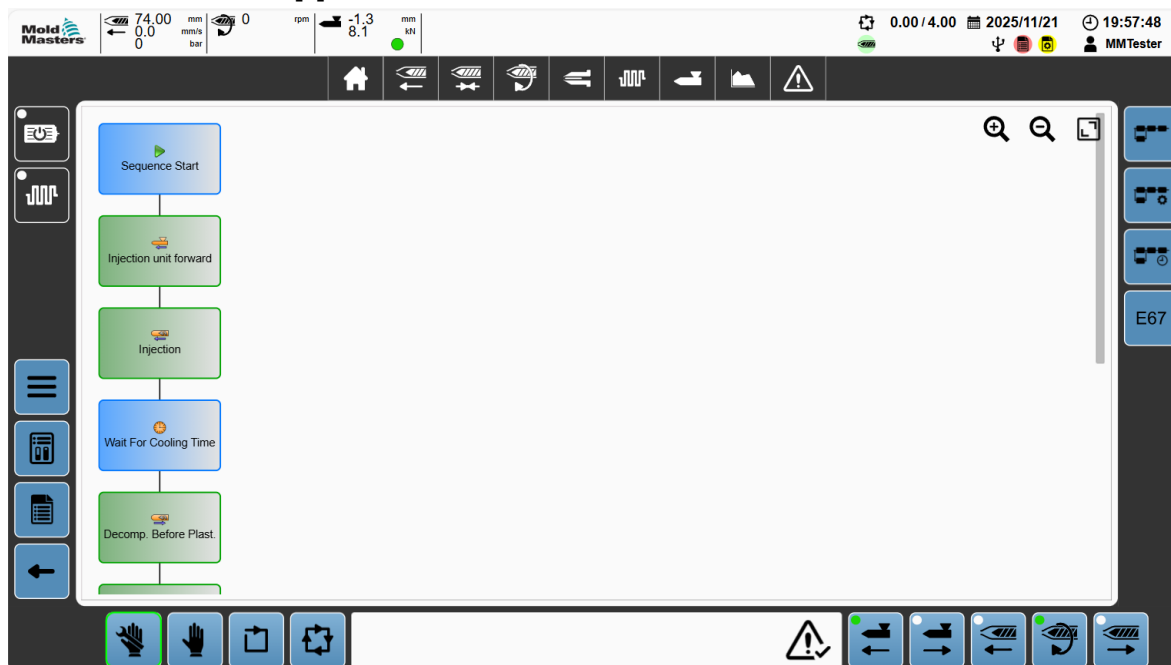 Mold
Masters
74.00 mm
0.0 mm/s
0 bar
0 rpm
-1.3 mm
8.1 kN
0.00 / 4.00
2025/11/21
19:57:48
MMTester
Sequence Start
Injection unit forward
Injection
Wait For Cooling Time
Decomp. Before Plast.
E67